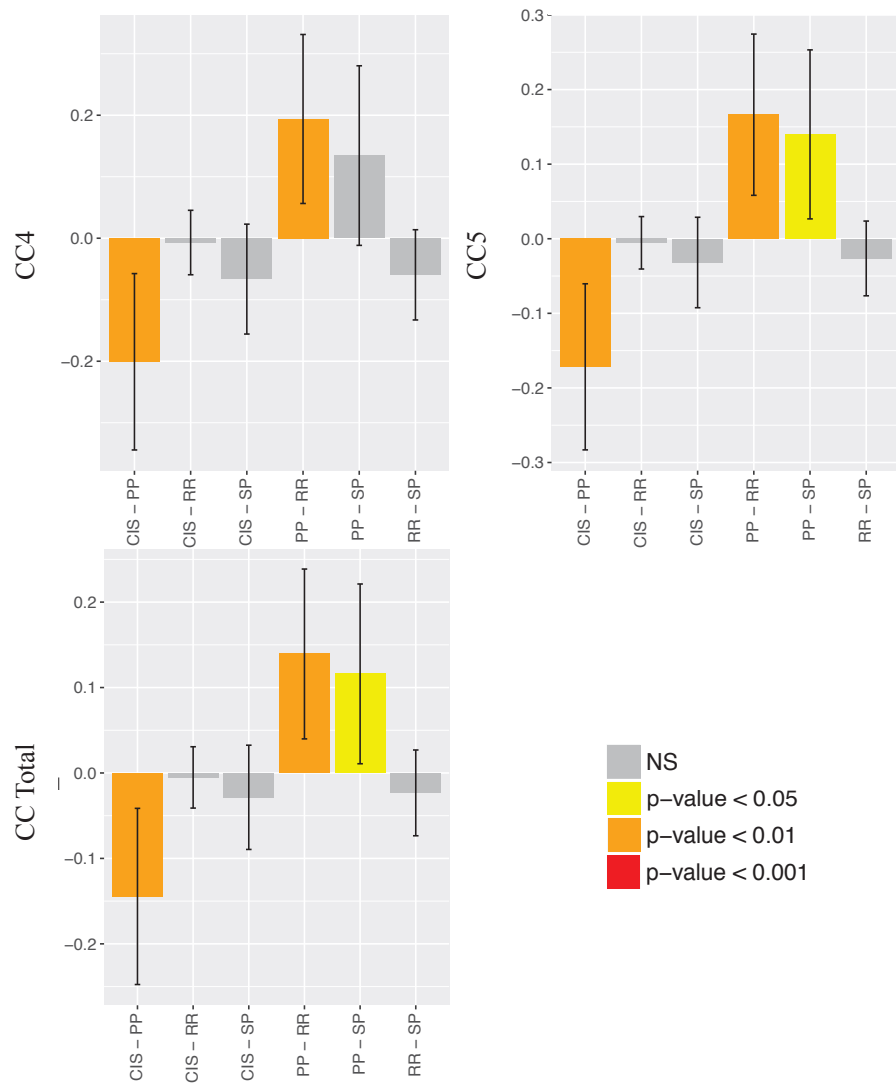 CC4
0.2
0.0
−0.2
CIS − PP
CIS − RR
CIS − SP
PP − RR
PP − SP
RR − SP
CC5
0.3
0.2
0.1
0.0
−0.1
−0.2
−0.3
CIS − PP
CIS − RR
CIS − SP
PP − RR
PP − SP
RR − SP
CC Total
_
0.2
0.1
0.0
−0.1
−0.2
CIS − PP
CIS − RR
CIS − SP
PP − RR
PP − SP
RR − SP
NS
p−value < 0.05
p−value < 0.01
p−value < 0.001